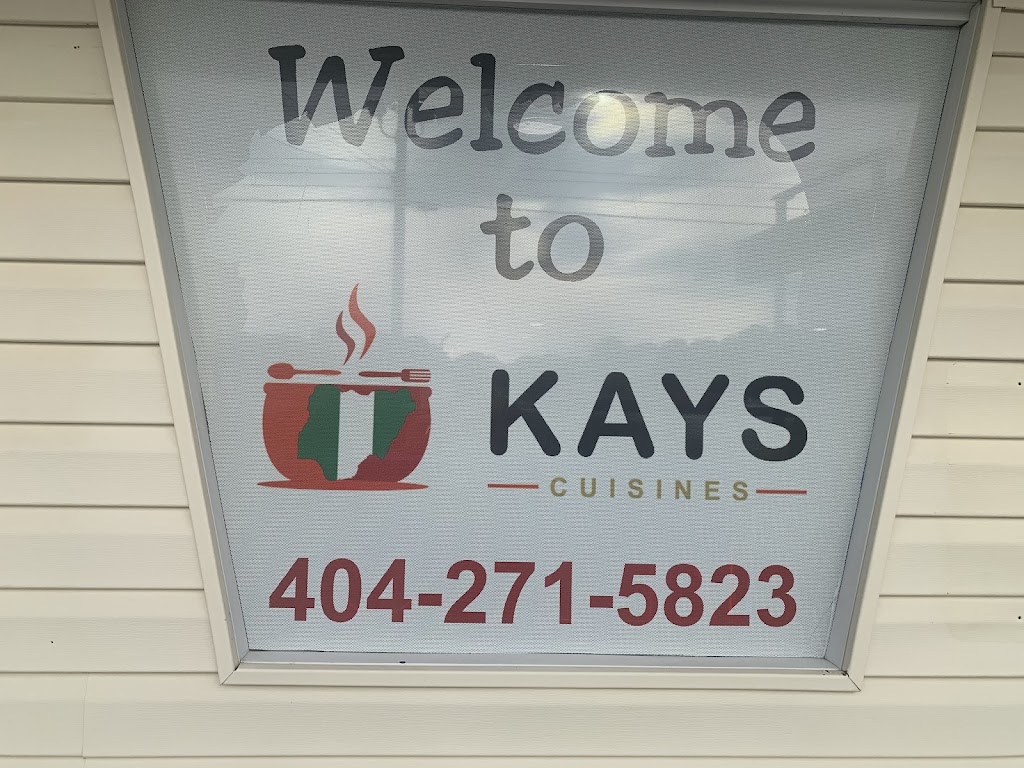 Welcome
to
KAYS
CUISINES
404-271-5823